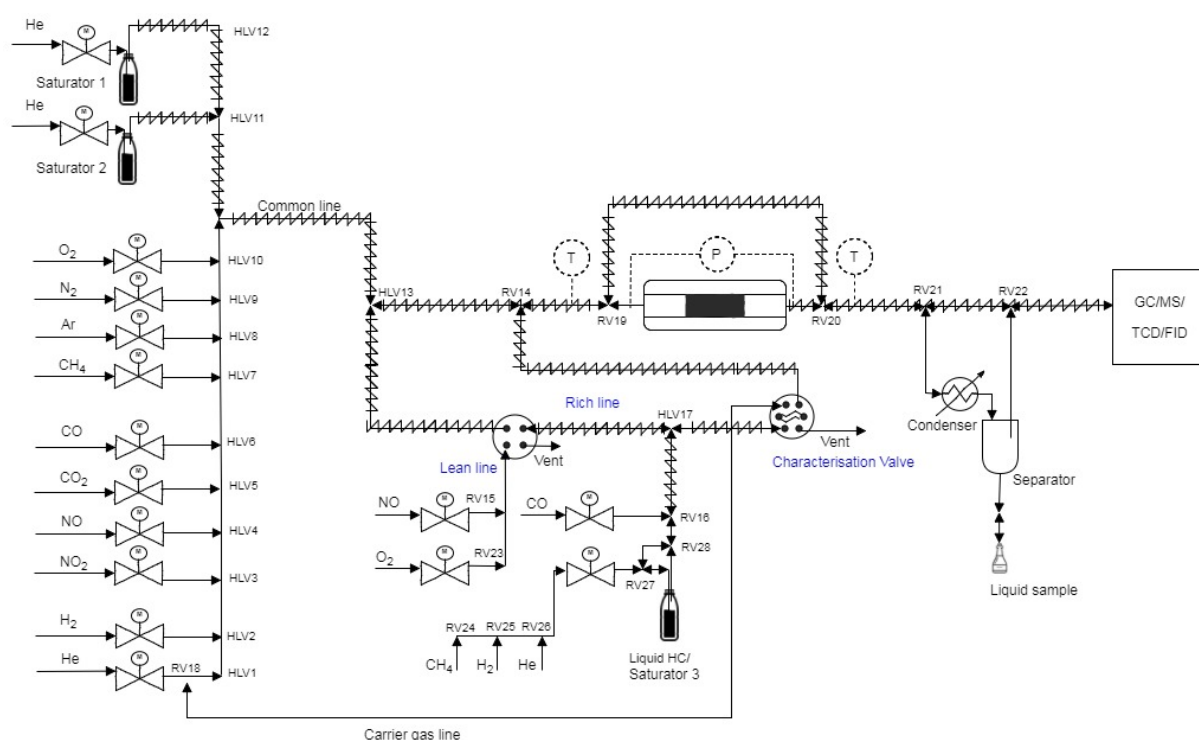 He
M
HLV12
Saturator 1
He
M
HLV11
Saturator 2
Common line
O2
M
HLV10
N2
M
HLV9
Ar
M
HLV8
CH4
M
HLV7
CO
M
HLV6
CO2
M
HLV5
NO
M
HLV4
NO2
M
HLV3
H2
M
HLV2
He
M
RV18
HLV1
Carrier gas line
HLV13
RV14
T
RV19
P
RV20
T
RV21
RV22
GC/MS/
TCD/FID
Rich line
HLV17
Lean line
Vent
Vent
Characterisation Valve
Condenser
Separator
Liquid sample
NO
M
RV15
CO
M
RV16
O2
M
RV23
M
RV28
RV27
RV24
RV25
RV26
CH4
H2
He
Liquid HC/
Saturator 3